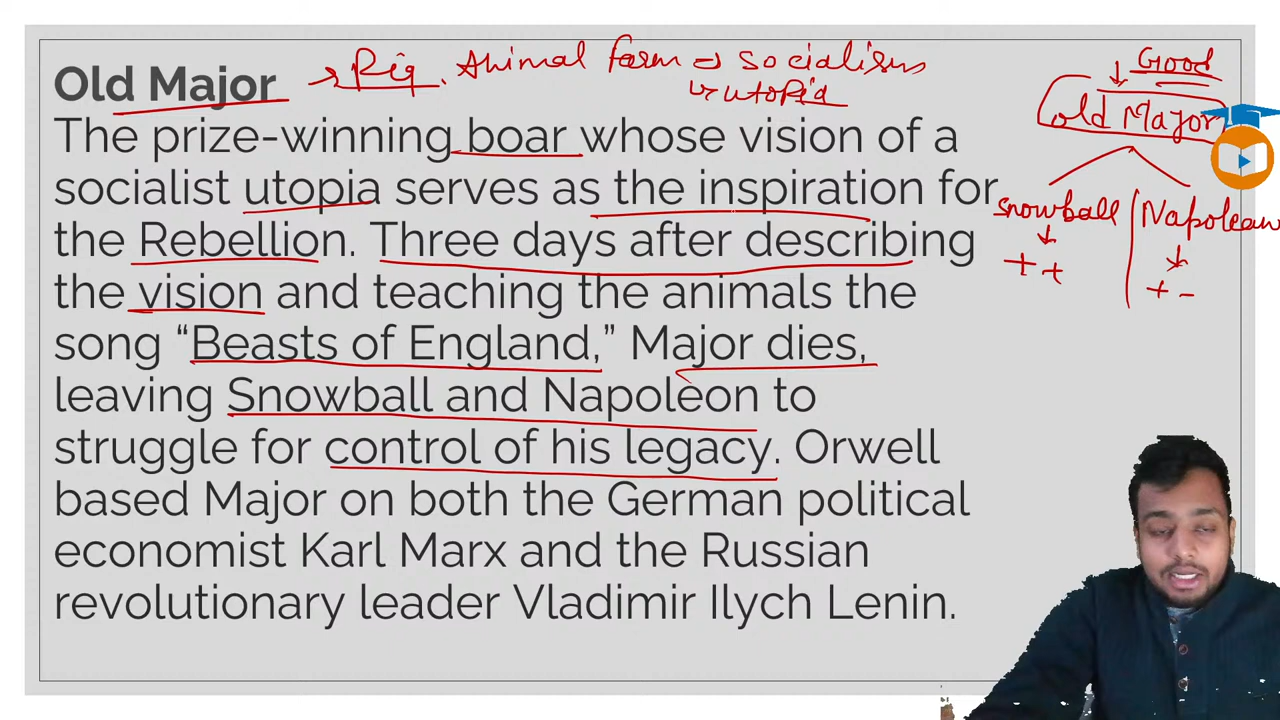 Old Major → Pig. Animal farm → Socialism
↳ utopia
The prize-winning boar whose vision of a
socialist utopia serves as the inspiration for
the Rebellion. Three days after describing
the vision and teaching the animals the
song “Beasts of England,” Major dies,
leaving Snowball and Napoleon to
struggle for control of his legacy. Orwell
based Major on both the German political
economist Karl Marx and the Russian
revolutionary leader Vladimir Ilych Lenin.
↓ Good
old Major
Snowball | Napolean
↓ ↓
+ + + -